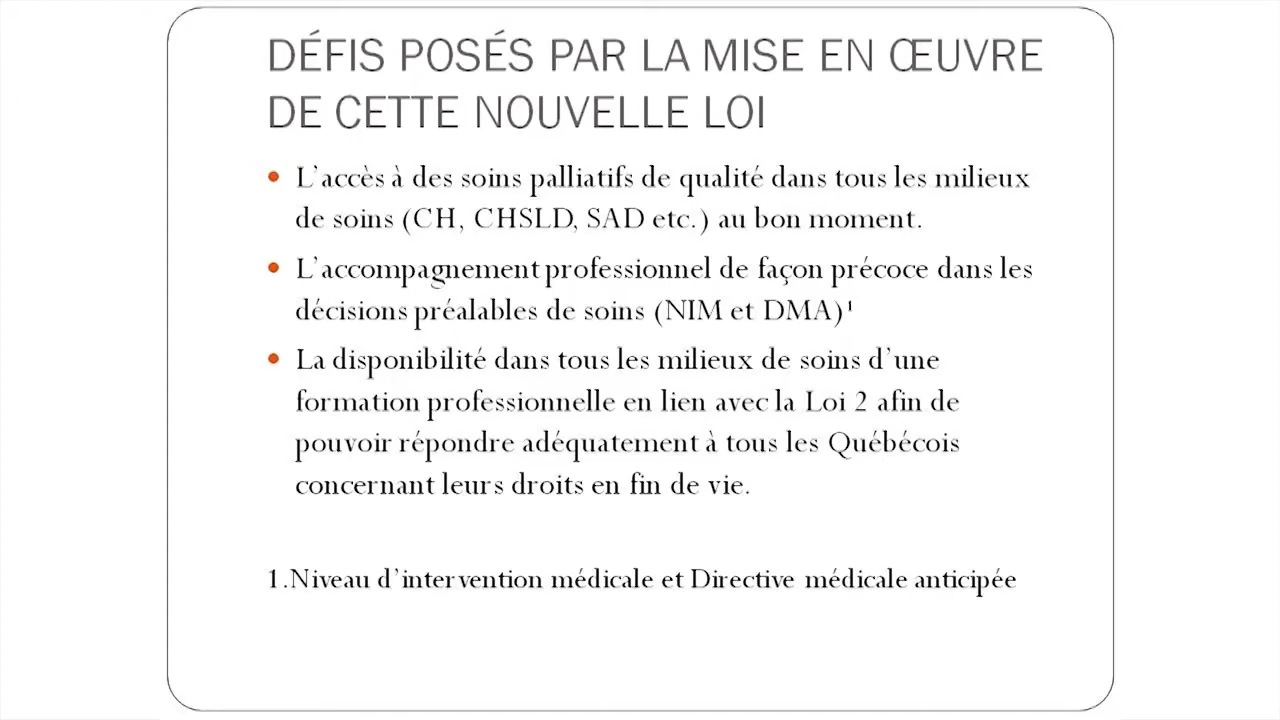 DÉFIS POSÉS PAR LA MISE EN ŒUVRE
DE CETTE NOUVELLE LOI
• L'accès à des soins palliatifs de qualité dans tous les milieux
de soins (CH, CHSLD, SAD etc.) au bon moment.
• L'accompagnement professionnel de façon précoce dans les
décisions préalables de soins (NIM et DMA)¹
• La disponibilité dans tous les milieux de soins d'une
formation professionnelle en lien avec la Loi 2 afin de
pouvoir répondre adéquatement à tous les Québécois
concernant leurs droits en fin de vie.
1.Niveau d'intervention médicale et Directive médicale anticipée